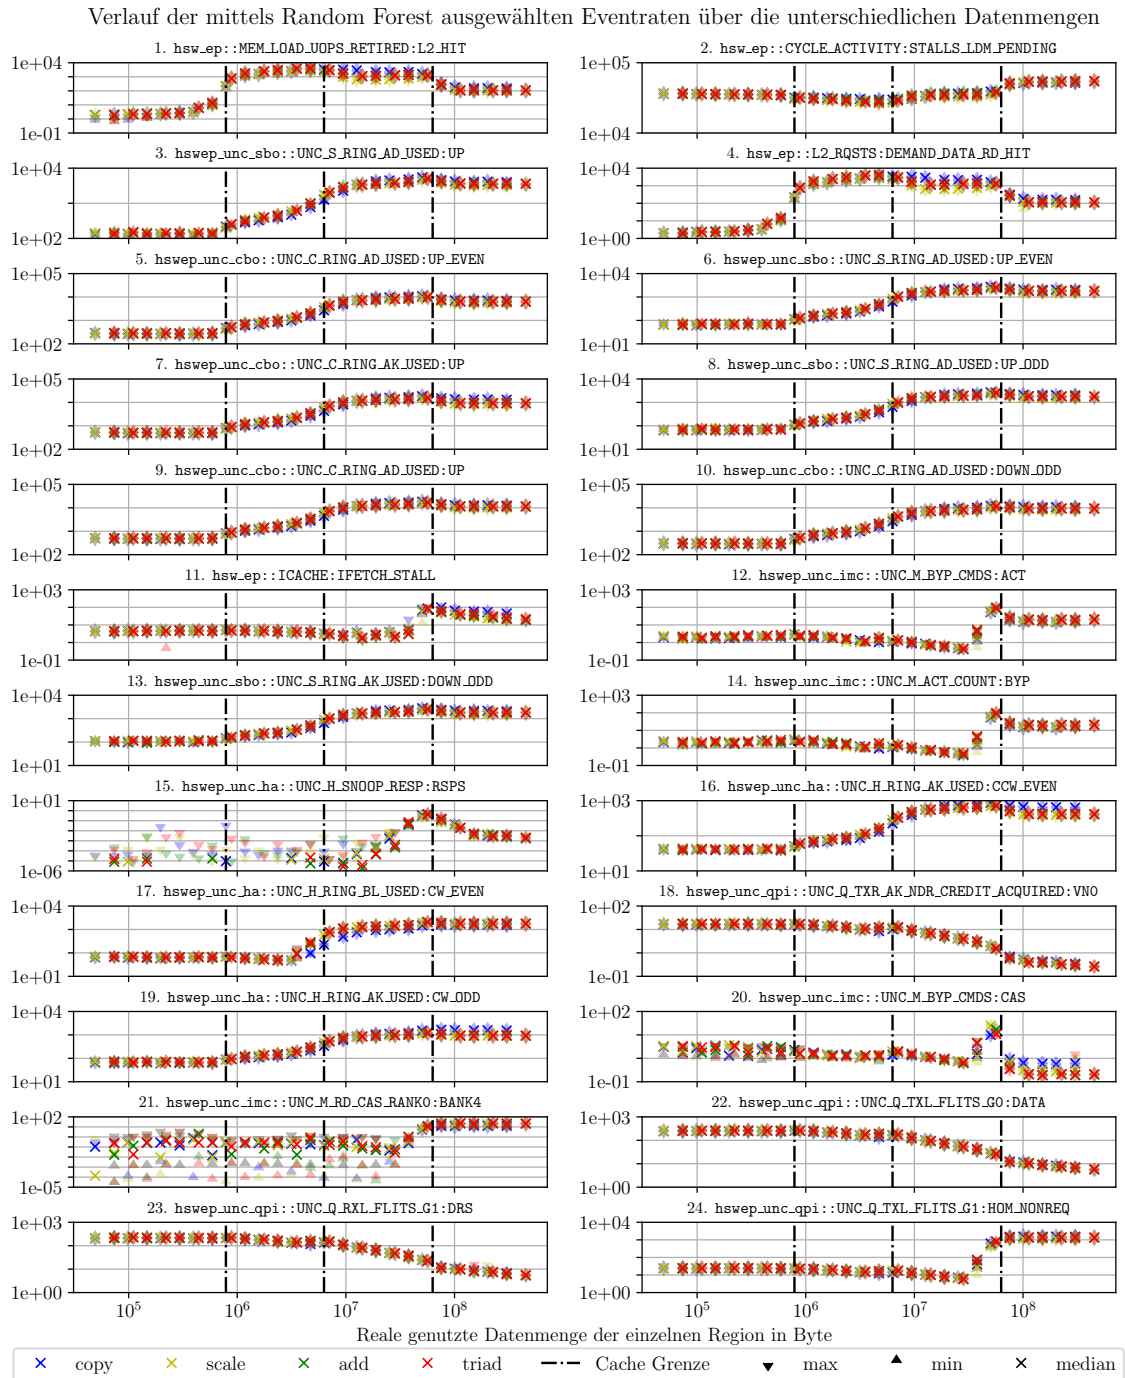 Verlauf der mittels Random Forest ausgewählten Eventraten über die unterschiedlichen Datenmengen
1. hsw_ep::MEM_LOAD_UOPS_RETIRED:L2_HIT
1e+04
1e-01
2. hsw_ep::CYCLE_ACTIVITY:STALLS_LDM_PENDING
1e+05
1e+04
3. hswep_unc_sbo::UNC_S_RING_AD_USED:UP
1e+04
1e+02
4. hsw_ep::L2_RQSTS:DEMAND_DATA_RD_HIT
1e+04
1e+00
5. hswep_unc_cbo::UNC_C_RING_AD_USED:UP_EVEN
1e+05
1e+02
6. hswep_unc_sbo::UNC_S_RING_AD_USED:UP_EVEN
1e+04
1e+01
7. hswep_unc_cbo::UNC_C_RING_AK_USED:UP
1e+05
1e+02
8. hswep_unc_sbo::UNC_S_RING_AD_USED:UP_ODD
1e+04
1e+01
9. hswep_unc_cbo::UNC_C_RING_AD_USED:UP
1e+05
1e+02
10. hswep_unc_cbo::UNC_C_RING_AD_USED:DOWN_ODD
1e+05
1e+02
11. hsw_ep::ICACHE:IFETCH_STALL
1e+03
1e-01
12. hswep_unc_imc::UNC_M_BYP_CMDS:ACT
1e+03
1e-01
13. hswep_unc_sbo::UNC_S_RING_AK_USED:DOWN_ODD
1e+04
1e+01
14. hswep_unc_imc::UNC_M_ACT_COUNT:BYP
1e+03
1e-01
15. hswep_unc_ha::UNC_H_SNOOP_RESP:RSPS
1e+01
1e-06
16. hswep_unc_ha::UNC_H_RING_AK_USED:CCW_EVEN
1e+03
1e+01
17. hswep_unc_ha::UNC_H_RING_BL_USED:CW_EVEN
1e+04
1e+01
18. hswep_unc_qpi::UNC_Q_TXR_AK_NDR_CREDIT_ACQUIRED:VN0
1e+02
1e-01
19. hswep_unc_ha::UNC_H_RING_AK_USED:CW_ODD
1e+04
1e+01
20. hswep_unc_imc::UNC_M_BYP_CMDS:CAS
1e+02
1e-01
21. hswep_unc_imc::UNC_M_RD_CAS_RANK0:BANK4
1e+02
1e-05
22. hswep_unc_qpi::UNC_Q_TXL_FLITS_G0:DATA
1e+03
1e+00
23. hswep_unc_qpi::UNC_Q_RXL_FLITS_G1:DRS
1e+03
1e+00
24. hswep_unc_qpi::UNC_Q_TXL_FLITS_G1:HOM_NONREQ
1e+04
1e+00
10⁵ 10⁶ 10⁷ 10⁸
10⁵ 10⁶ 10⁷ 10⁸
Reale genutzte Datenmenge der einzelnen Region in Byte
copy scale add triad Cache Grenze max min median